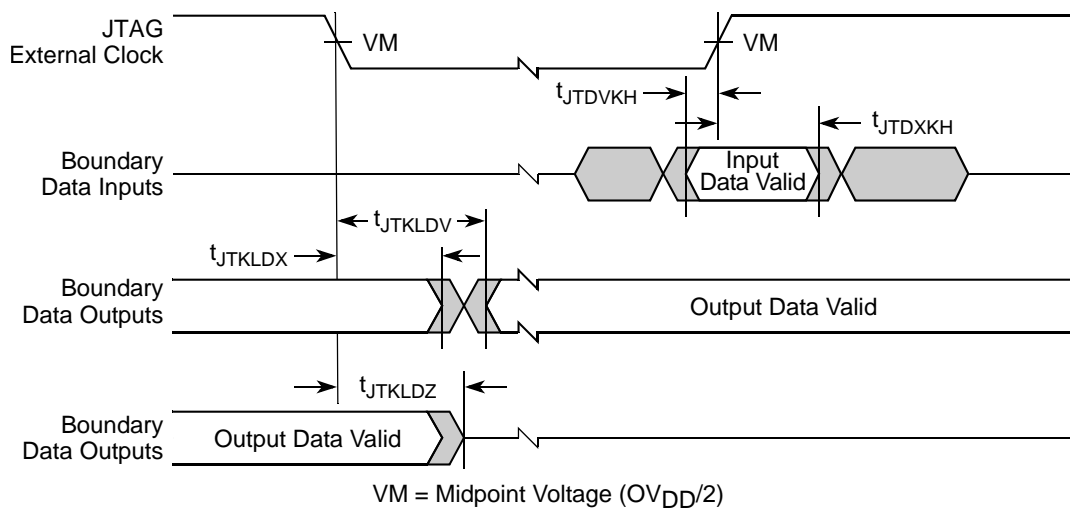 JTAG
External Clock
VM
VM
tJTDVKH
tJTDXKH
Boundary
Data Inputs
Input
Data Valid
tJTKLDV
tJTKLDX
Boundary
Data Outputs
Output Data Valid
tJTKLDZ
Boundary
Data Outputs
Output Data Valid
VM = Midpoint Voltage (OVDD/2)